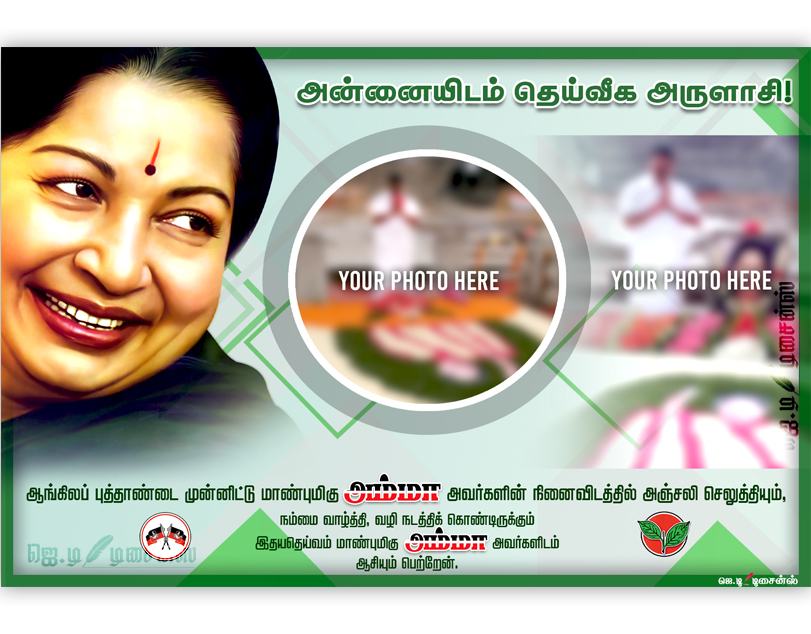 அன்னையிடம் தெய்வீக அருளாசி!
YOUR PHOTO HERE
YOUR PHOTO HERE
ஜெ.டி டிசைன்ஸ்
ஆங்கிலப் புத்தாண்டை முன்னிட்டு மாண்புமிகு அம்மா அவர்களின் நினைவிடத்தில் அஞ்சலி செலுத்தியும்,
நம்மை வாழ்த்தி, வழி நடத்திக் கொண்டிருக்கும்
இதயதெய்வம் மாண்புமிகு அம்மா அவர்களிடம்
ஆசியும் பெற்றேன்.
ஜெ.டி டிசைன்ஸ்
ஜெ.டி டிசைன்ஸ்